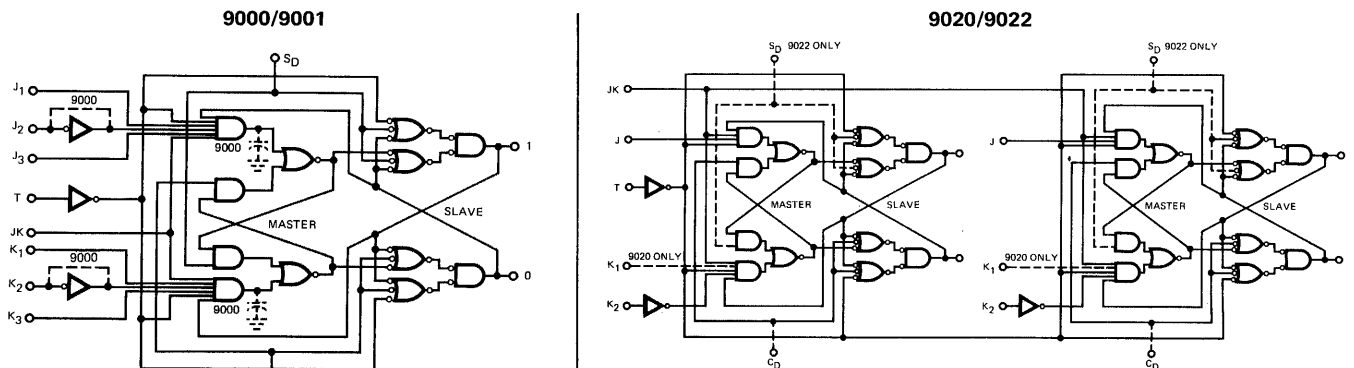 9000/9001
SD
J1
9000
J2
9000
J3
T
1
JK
MASTER
SLAVE
K1
9000
K2
0
9000
K3
9020/9022
SD 9022 ONLY
SD 9022 ONLY
JK
J
J
T
MASTER
SLAVE
MASTER
SLAVE
K1
9020 ONLY
K1
9020 ONLY
K2
K2
CD
CD